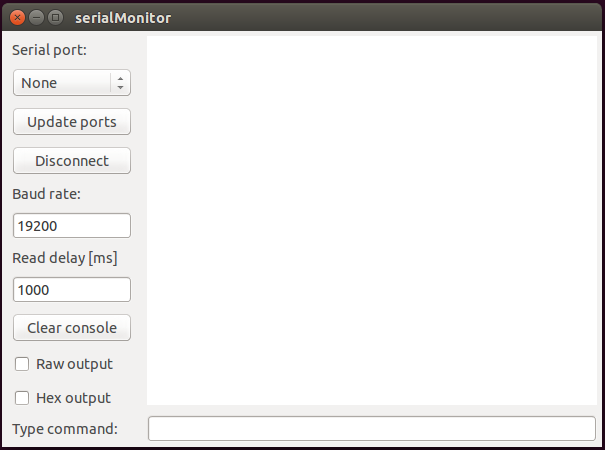 serialMonitor
Serial port:
None
Update ports
Disconnect
Baud rate:
19200
Read delay [ms]
1000
Clear console
Raw output
Hex output
Type command: